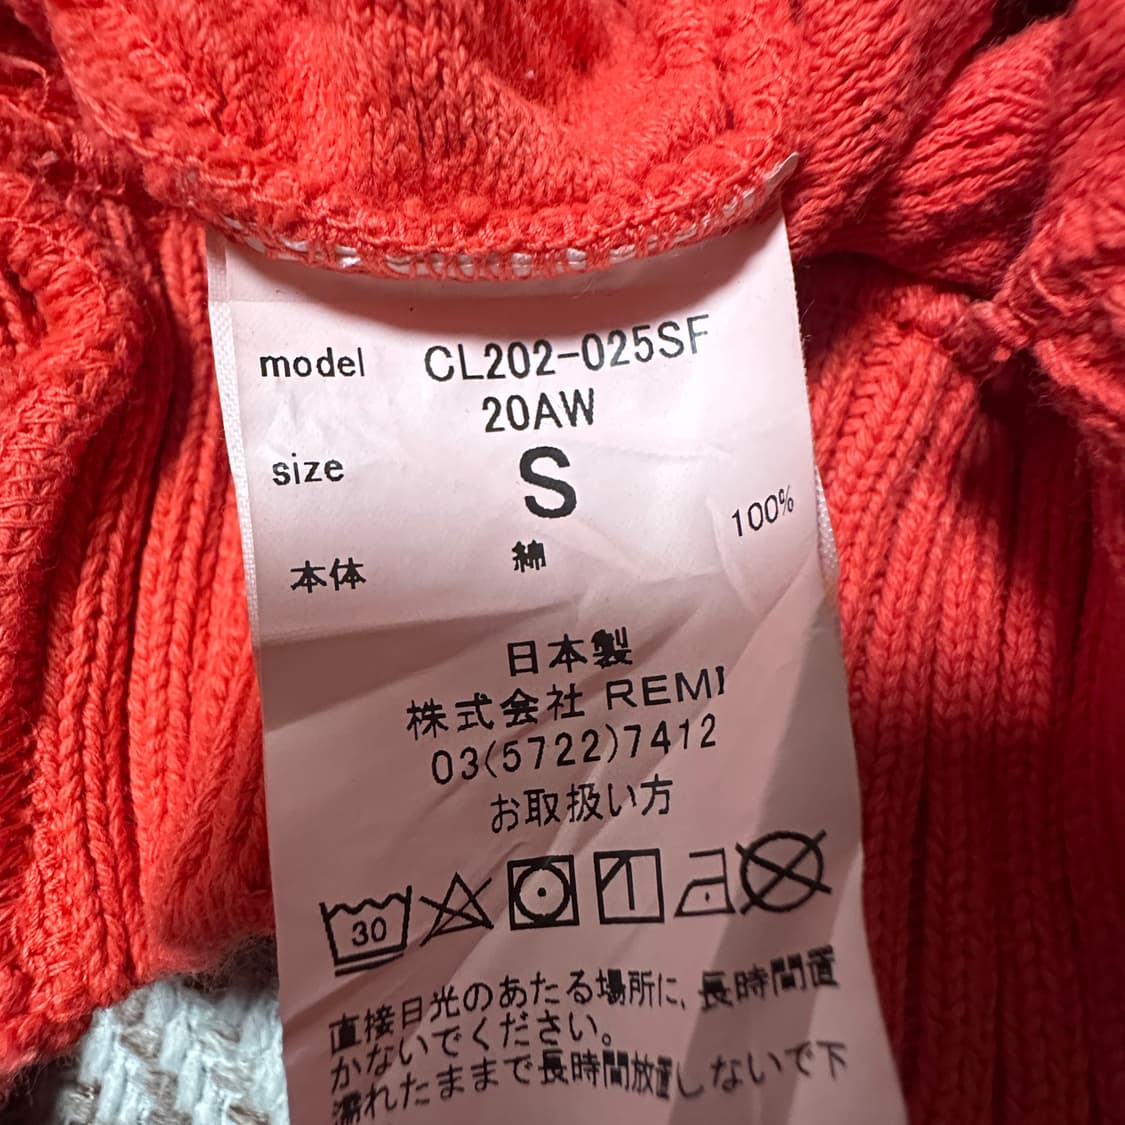 model CL202-025SF
20AW
size S
本体 綿 100%
日本製
株式会社 REMI
03(5722)7412
お取扱い方
30
直接日光のあたる場所に、長時間置
かないでください。
濡れたままで長時間放置しないで下